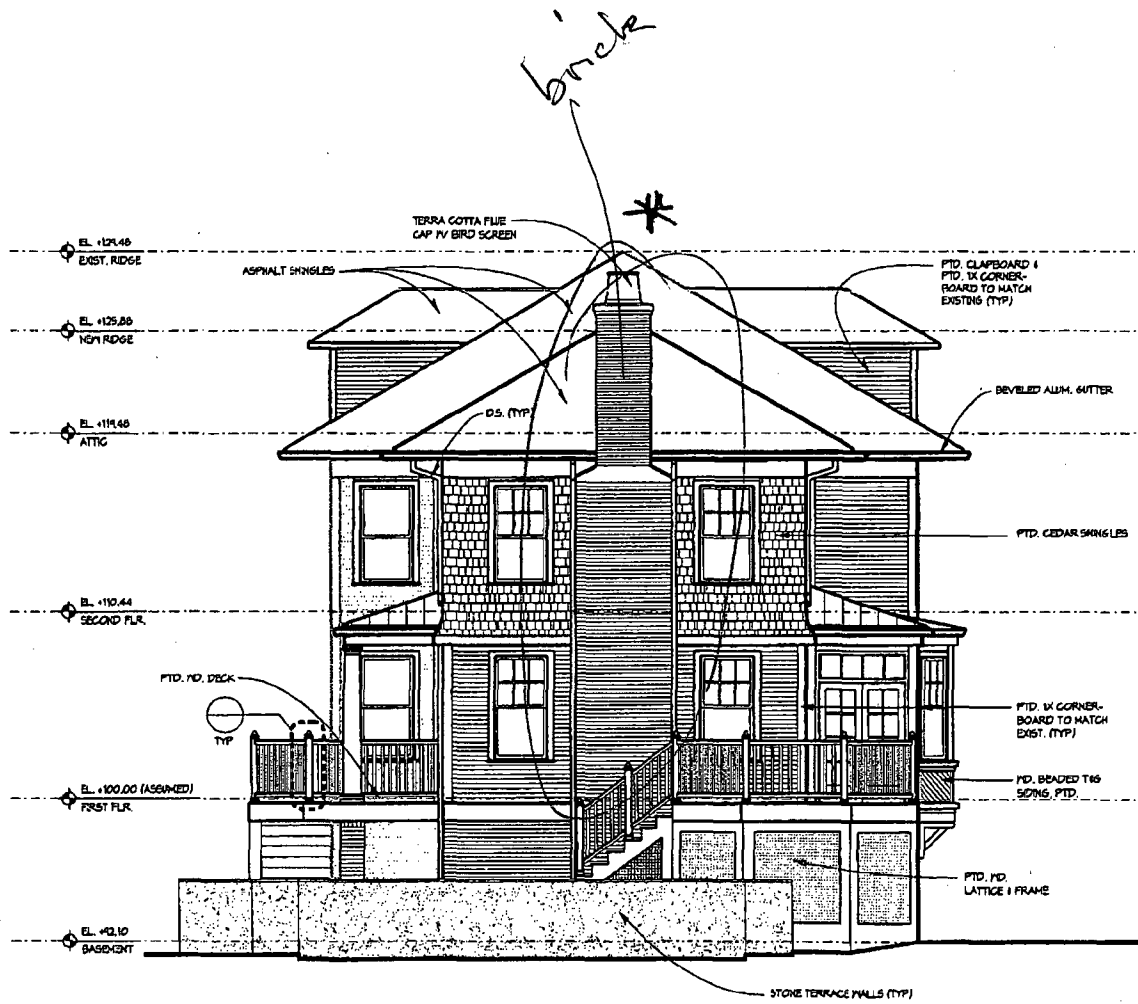 brick
TERRA COTTA FLUE
CAP W/ BIRD SCREEN
EL. +129.48
EXIST. RIDGE
ASPHALT SHINGLES
PTD. CLAPBOARD &
PTD. 1X CORNER-
BOARD TO MATCH
EXISTING (TYP)
EL. +125.88
NEW RIDGE
BEVELED ALUM. GUTTER
D.S. (TYP)
EL. +119.48
ATTIC
PTD. CEDAR SHINGLES
EL. +110.44
SECOND FLR.
PTD. WD. DECK
TYP
PTD. 1X CORNER-
BOARD TO MATCH
EXIST. (TYP)
EL. +100.00 (ASSUMED)
FIRST FLR.
WD. BEADED T&G
SIDING, PTD.
PTD. WD.
LATTICE & FRAME
EL. +92.10
BASEMENT
STONE TERRACE WALLS (TYP)